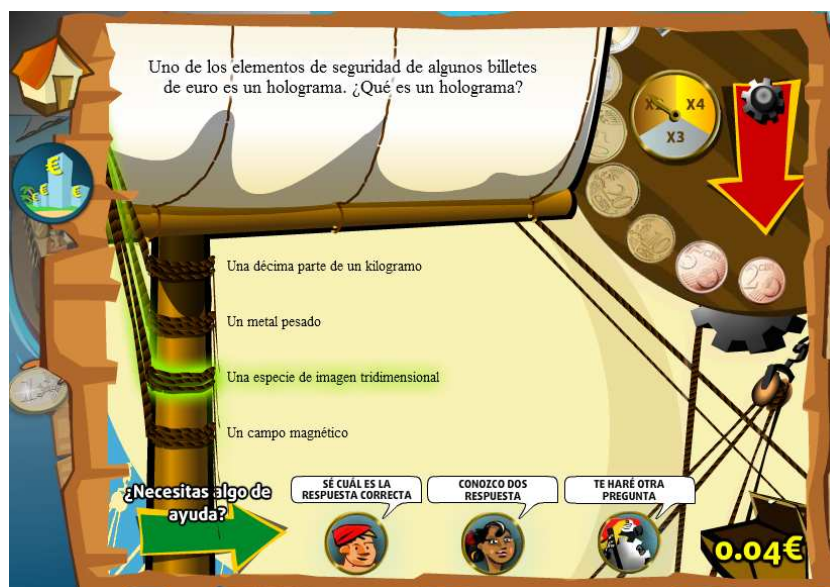 Uno de los elementos de seguridad de algunos billetes
de euro es un holograma. ¿Qué es un holograma?
X4
X3
Una décima parte de un kilogramo
Un metal pesado
Una especie de imagen tridimensional
Un campo magnético
¿Necesitas algo de
ayuda?
SÉ CUÁL ES LA
RESPUESTA CORRECTA
CONOZCO DOS
RESPUESTA
TE HARÉ OTRA
PREGUNTA
0.04€